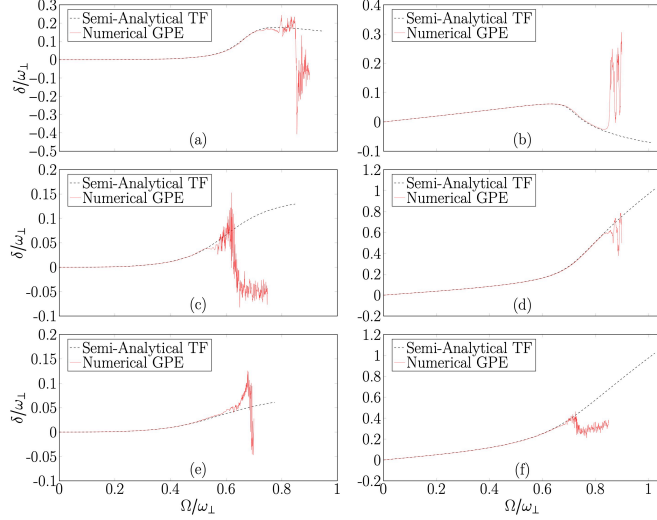 0.5
0.4
0.3
0.2
0.1
0
−0.1
−0.2
−0.3
−0.4
−0.5
δ/ω⊥
Semi-Analytical TF
Numerical GPE
(a)
0.4
0.3
0.2
0.1
0
−0.1
Semi-Analytical TF
Numerical GPE
(b)
0.2
0.15
0.1
0.05
0
−0.05
−0.1
δ/ω⊥
Semi-Analytical TF
Numerical GPE
(c)
1.2
1
0.8
0.6
0.4
0.2
0
−0.2
Semi-Analytical TF
Numerical GPE
(d)
0.2
0.15
0.1
0.05
0
−0.05
−0.1
δ/ω⊥
Semi-Analytical TF
Numerical GPE
(e)
0 0.2 0.4 0.6 0.8 1
Ω/ω⊥
1.2
1
0.8
0.6
0.4
0.2
0
−0.2
Semi-Analytical TF
Numerical GPE
(f)
0 0.2 0.4 0.6 0.8 1
Ω/ω⊥